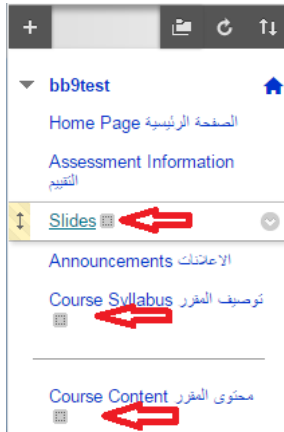 bb9test
Home Page الصفحة الرئيسية
Assessment Information
التقييم
Slides
Announcements الاعلانات
Course Syllabus توصيف المقرر
Course Content محتوى المقرر